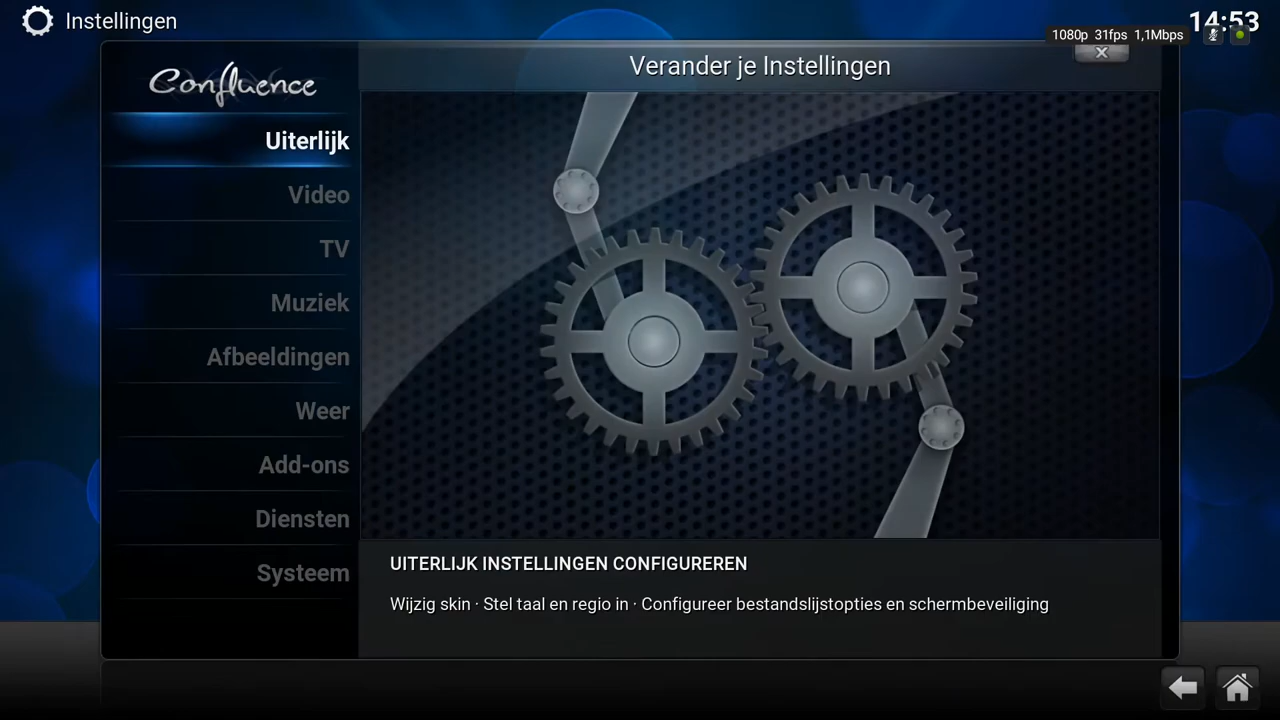 Instellingen
14:53
1080p 31fps 1,1Mbps
Confluence
Verander je Instellingen
Uiterlijk
Video
TV
Muziek
Afbeeldingen
Weer
Add-ons
Diensten
Systeem
UITERLIJK INSTELLINGEN CONFIGUREREN
Wijzig skin · Stel taal en regio in · Configureer bestandslijstopties en schermbeveiliging